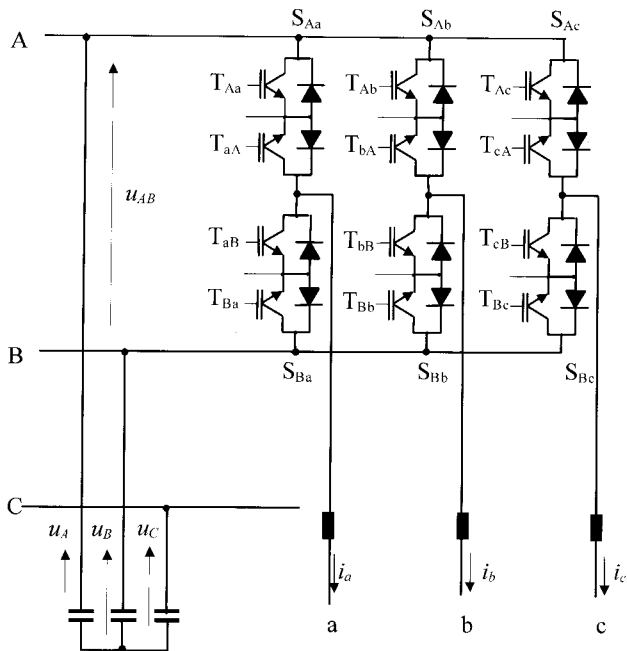 S_Aa S_Ab S_Ac
A
T_Aa T_Ab T_Ac
T_aA T_bA T_cA
u_AB
T_aB T_bB T_cB
T_Ba T_Bb T_Bc
B
S_Ba S_Bb S_Bc
C
u_A u_B u_C
i_a i_b i_c
a b c